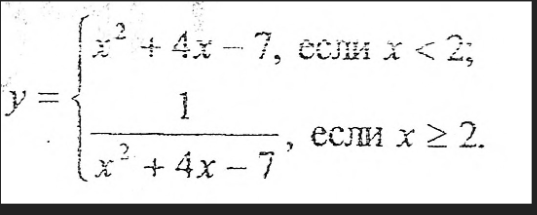 y = { x² + 4x − 7, если x < 2;
1 / (x² + 4x − 7), если x ≥ 2.